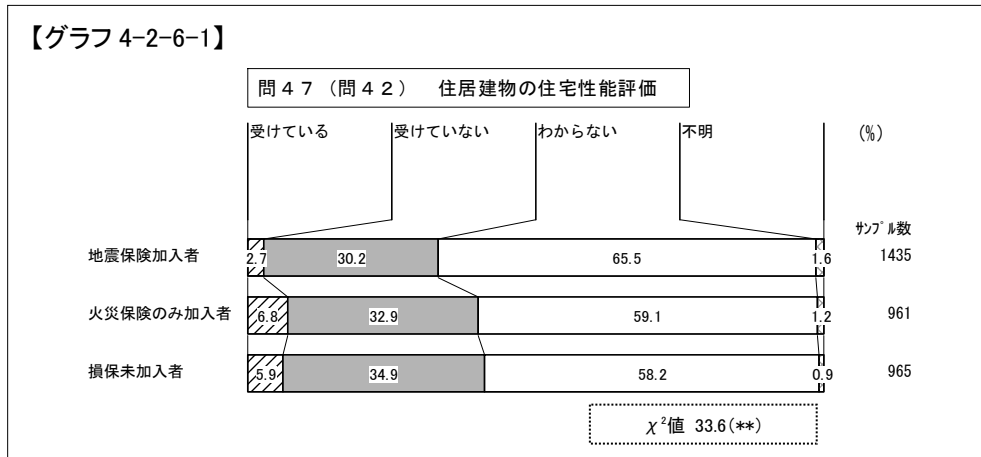 【グラフ 4-2-6-1】
問４７（問４２）　住居建物の住宅性能評価
受けている 受けていない わからない 不明 (%)
ｻﾝﾌﾟﾙ数
地震保険加入者 2.7 30.2 65.5 1.6 1435
火災保険のみ加入者 6.8 32.9 59.1 1.2 961
損保未加入者 5.9 34.9 58.2 0.9 965
χ²値 33.6(**)